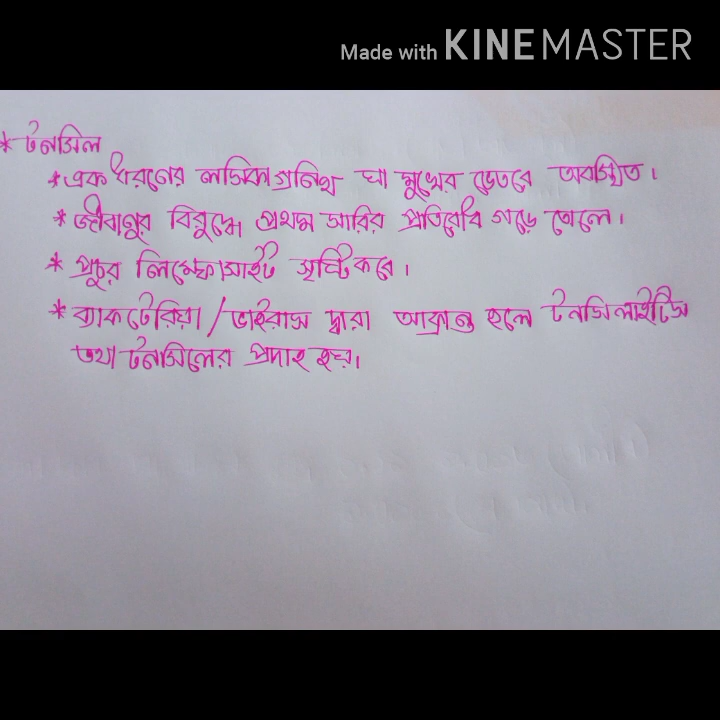 Made with KINEMASTER
* টনসিল
* এক ধরণের লসিকা গ্রন্থি যা মুখের ভেতরে অবস্থিত।
* জীবাণুর বিরুদ্ধে প্রথম সারির প্রতিরোধ গড়ে তোলে।
* প্রচুর লিম্ফোসাইট সৃষ্টি করে।
* ব্যাকটেরিয়া/ভাইরাস দ্বারা আক্রান্ত হলে টনসিলাইটিস
তথা টনসিলের প্রদাহ হয়।